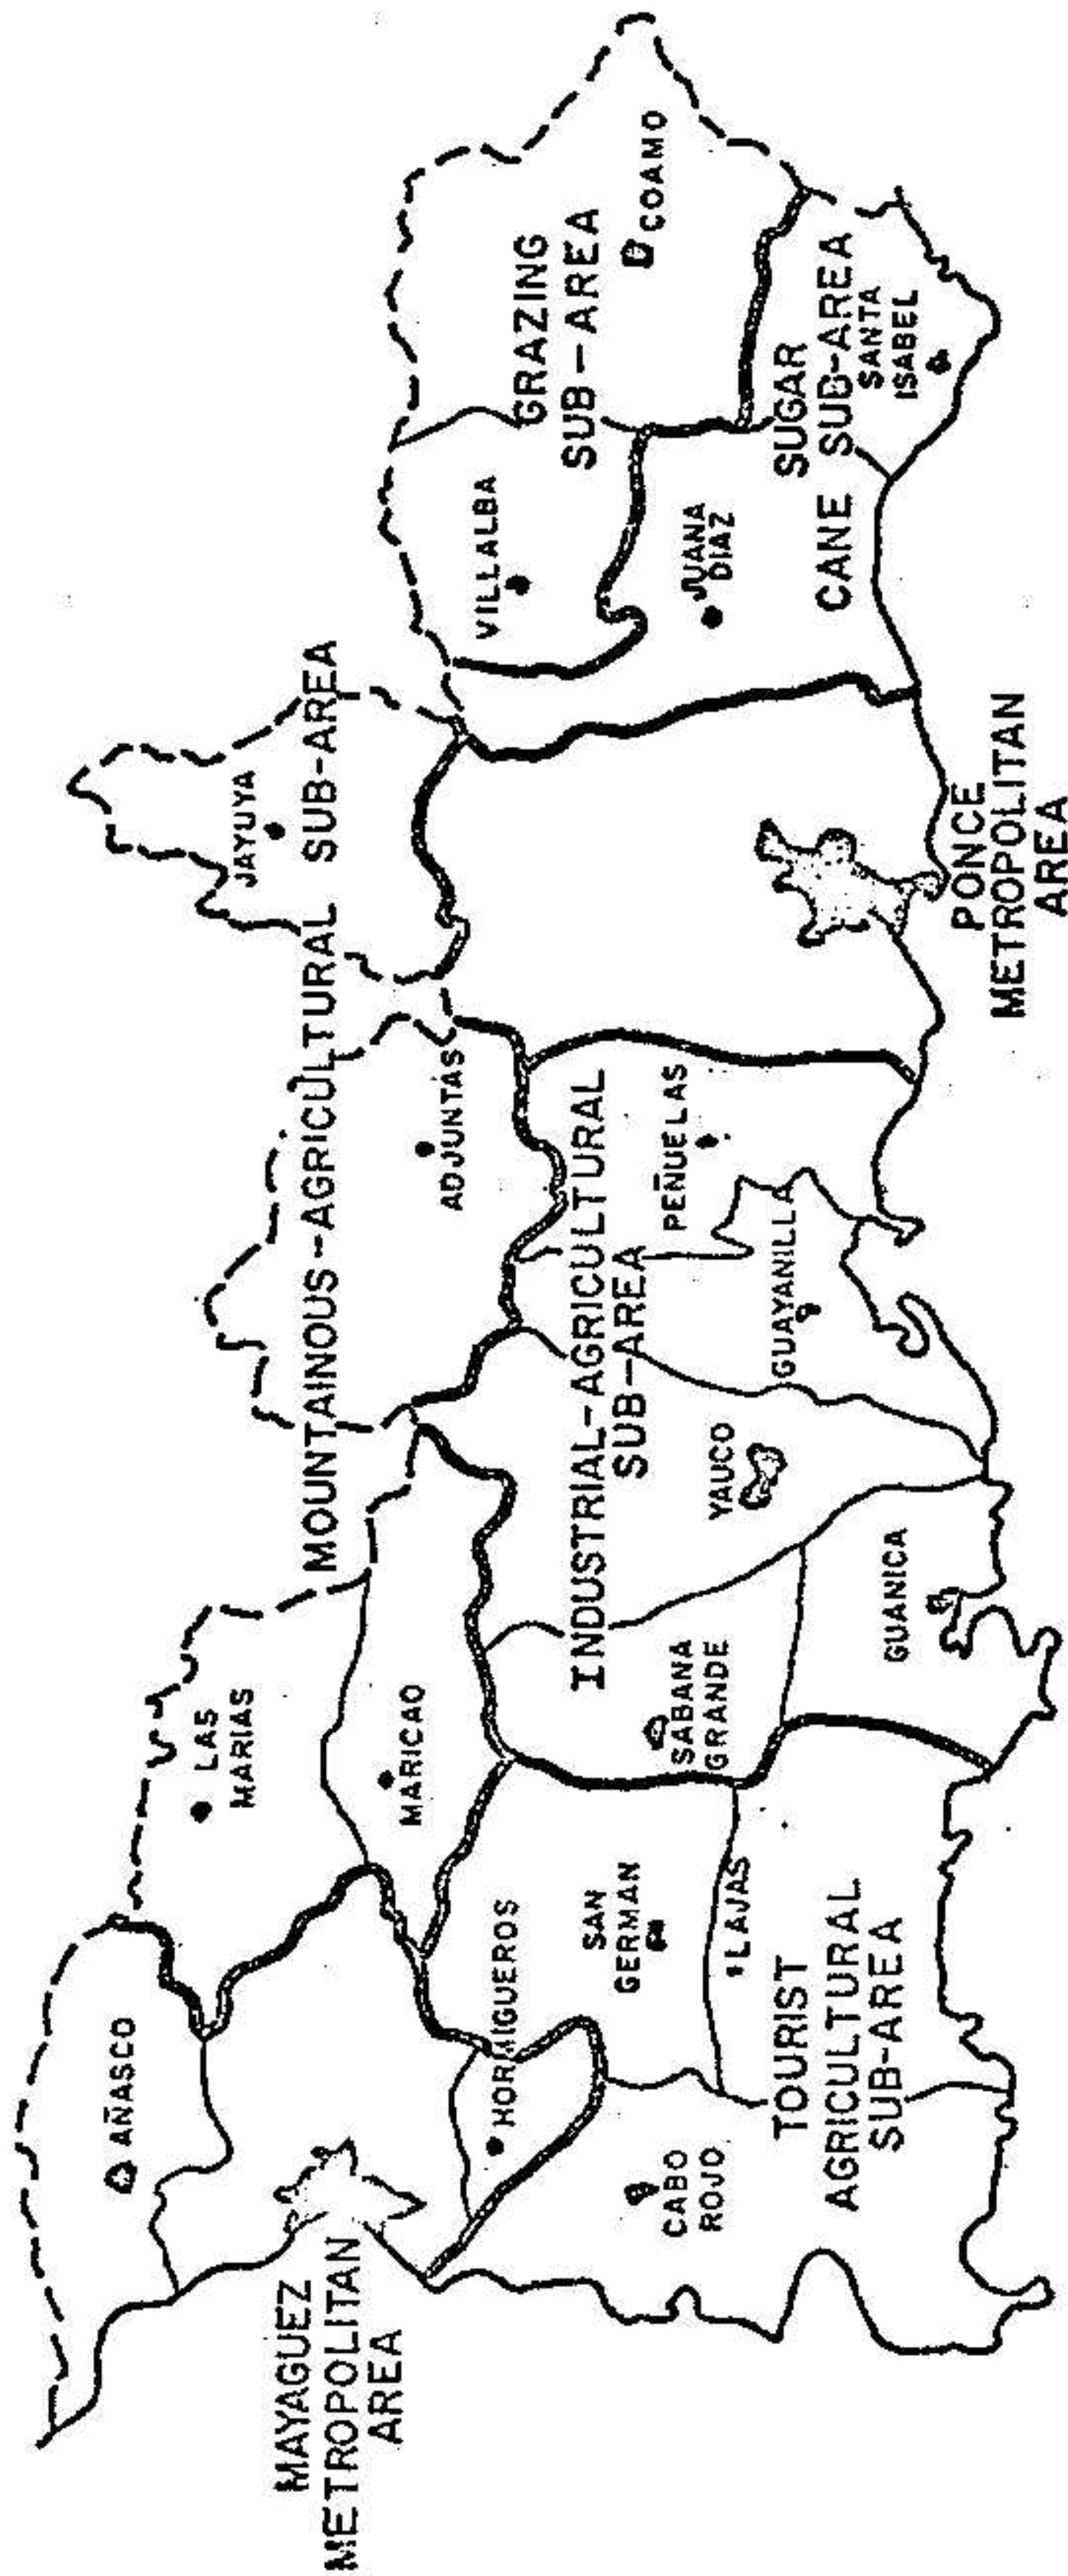 AÑASCO
LAS
MARIAS
JAYUYA
MAYAGUEZ
METROPOLITAN
AREA
MOUNTAINOUS-AGRICULTURAL SUB-AREA
MARICAO
ADJUNTAS
VILLALBA
GRAZING
SUB-AREA
COAMO
HORMIGUEROS
INDUSTRIAL-AGRICULTURAL
SUB-AREA
SAN
GERMAN
SABANA
GRANDE
PEÑUELAS
JUANA
DIAZ
CABO
ROJO
LAJAS
YAUCO
GUAYANILLA
SUGAR
CANE SUB-AREA
SANTA
ISABEL
TOURIST
AGRICULTURAL
SUB-AREA
GUANICA
PONCE
METROPOLITAN
AREA